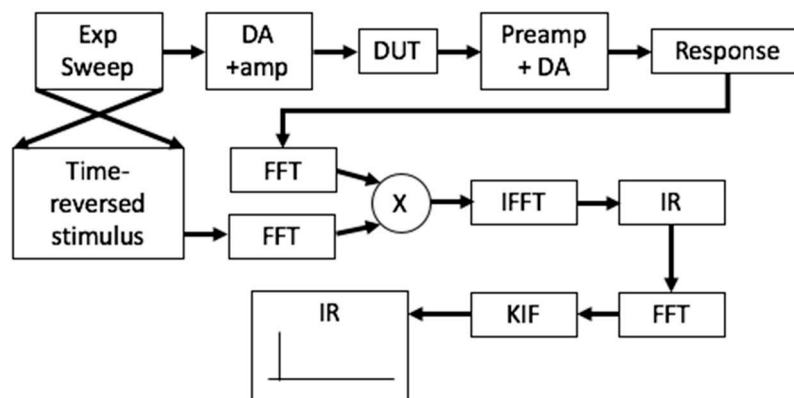 Exp
Sweep
DA
+amp
DUT
Preamp
+ DA
Response
Time-
reversed
stimulus
FFT
FFT
X
IFFT
IR
IR
KIF
FFT